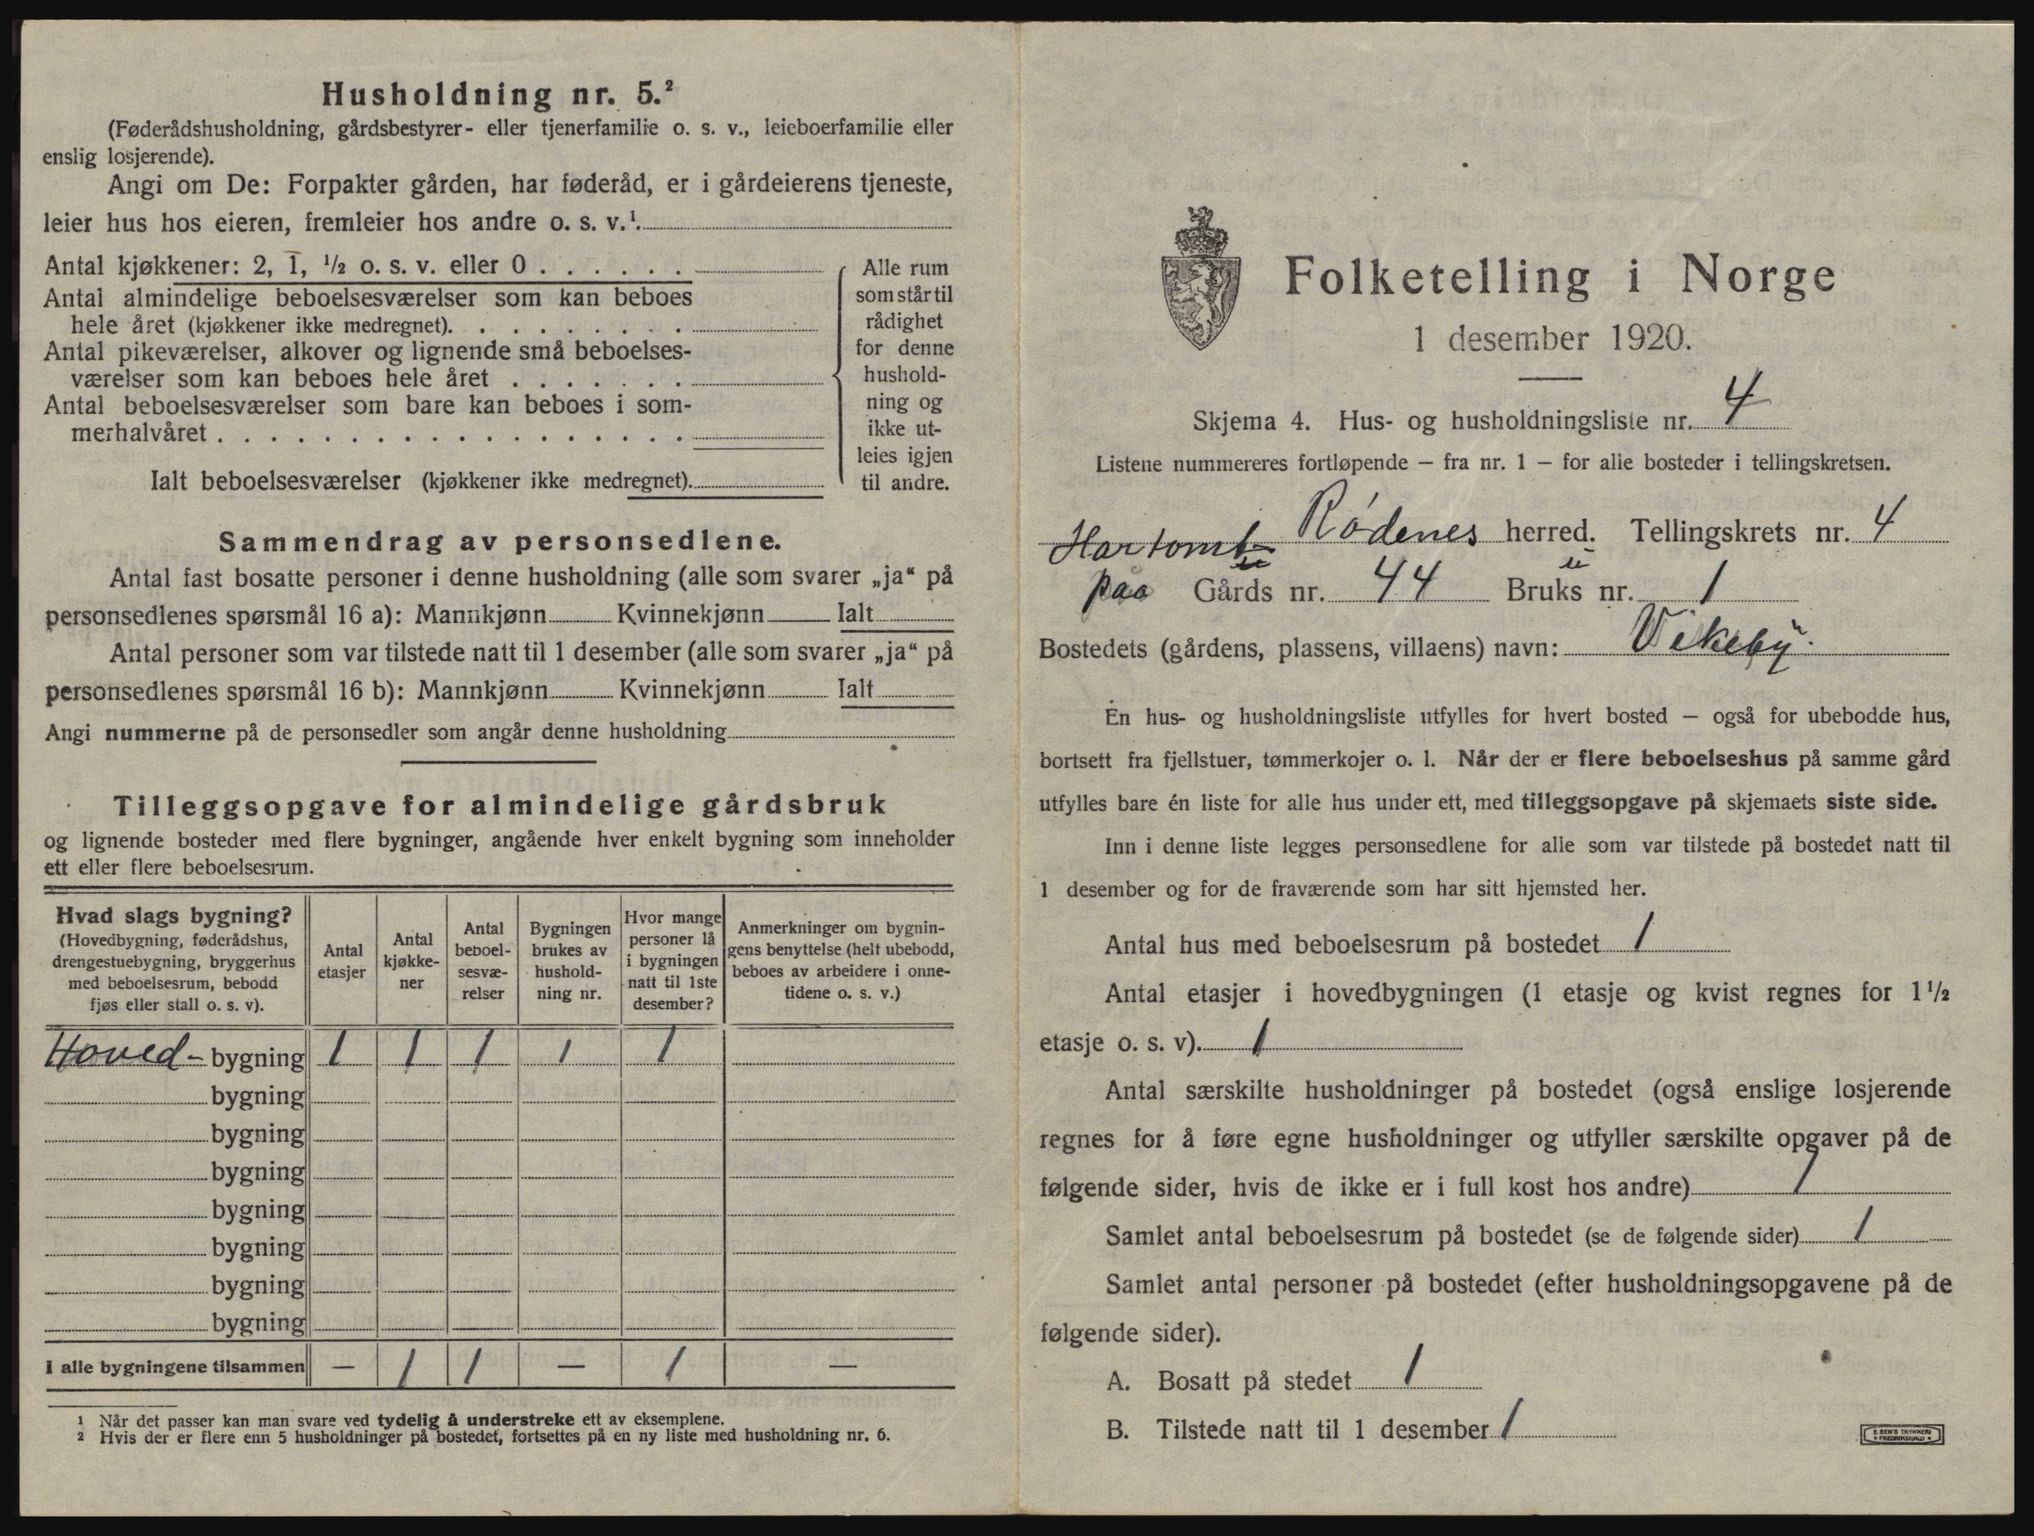 Husholdning nr. 5.²
(Føderådshusholdning, gårdsbestyrer- eller tjenerfamilie o. s. v., leieboerfamilie eller
enslig losjerende).
Angi om De: Forpakter gården, har føderåd, er i gårdeierens tjeneste,
leier hus hos eieren, fremleier hos andre o. s. v.¹.
Antal kjøkkener: 2, 1, ½ o. s. v. eller 0 . . . . . .
Antal almindelige beboelsesværelser som kan beboes
hele året (kjøkkener ikke medregnet). . . . . . . . .
Antal pikeværelser, alkover og lignende små beboelses-
værelser som kan beboes hele året . . . . . . .
Antal beboelsesværelser som bare kan beboes i som-
merhalvåret . . . . . . . . . . . . . . . . . .
Ialt beboelsesværelser (kjøkkener ikke medregnet).
Alle rum
som står til
rådighet
for denne
hushold-
ning og
ikke ut-
leies igjen
til andre.
Sammendrag av personsedlene.
Antal fast bosatte personer i denne husholdning (alle som svarer „ja“ på
personsedlenes spørsmål 16 a): Mannkjønn Kvinnekjønn Ialt
Antal personer som var tilstede natt til 1 desember (alle som svarer „ja“ på
personsedlenes spørsmål 16 b): Mannkjønn Kvinnekjønn Ialt
Angi nummerne på de personsedler som angår denne husholdning
Tilleggsopgave for almindelige gårdsbruk
og lignende bosteder med flere bygninger, angående hver enkelt bygning som inneholder
ett eller flere beboelsesrum.
Hvad slags bygning?
(Hovedbygning, føderådshus,
drengestuebygning, bryggerhus
med beboelsesrum, bebodd
fjøs eller stall o. s. v).
Antal
etasjer
Antal
kjøkke-
ner
Antal
beboel-
sesvæ-
relser
Bygningen
brukes av
hushold-
ning nr.
Hvor mange
personer lå
i bygningen
natt til 1ste
desember?
Anmerkninger om bygnin-
gens benyttelse (helt ubebodd,
beboes av arbeidere i onne-
tidene o. s. v.)
Hoved- bygning 1 1 1 1 1
bygning
bygning
bygning
bygning
bygning
bygning
bygning
I alle bygningene tilsammen — 1 1 — 1 —
¹ Når det passer kan man svare ved tydelig å understreke ett av eksemplene.
² Hvis der er flere enn 5 husholdninger på bostedet, fortsettes på en ny liste med husholdning nr. 6.
Folketelling i Norge
1 desember 1920.
Skjema 4. Hus- og husholdningsliste nr. 4
Listene nummereres fortløpende – fra nr. 1 – for alle bosteder i tellingskretsen.
Rødenes herred. Tellingskrets nr. 4
paa Gårds nr. 44 Bruks nr. 1
Bostedets (gårdens, plassens, villaens) navn: Vikeby.
Én hus- og husholdningsliste utfylles for hvert bosted – også for ubebodde hus,
bortsett fra fjellstuer, tømmerkojer o. l. Når der er flere beboelseshus på samme gård
utfylles bare én liste for alle hus under ett, med tilleggsopgave på skjemaets siste side.
Inn i denne liste legges personsedlene for alle som var tilstede på bostedet natt til
1 desember og for de fraværende som har sitt hjemsted her.
Antal hus med beboelsesrum på bostedet 1
Antal etasjer i hovedbygningen (1 etasje og kvist regnes for 1½
etasje o. s. v). 1
Antal særskilte husholdninger på bostedet (også enslige losjerende
regnes for å føre egne husholdninger og utfyller særskilte opgaver på de
følgende sider, hvis de ikke er i full kost hos andre) 1
Samlet antal beboelsesrum på bostedet (se de følgende sider) 1
Samlet antal personer på bostedet (efter husholdningsopgavene på de
følgende sider).
A. Bosatt på stedet 1
B. Tilstede natt til 1 desember 1